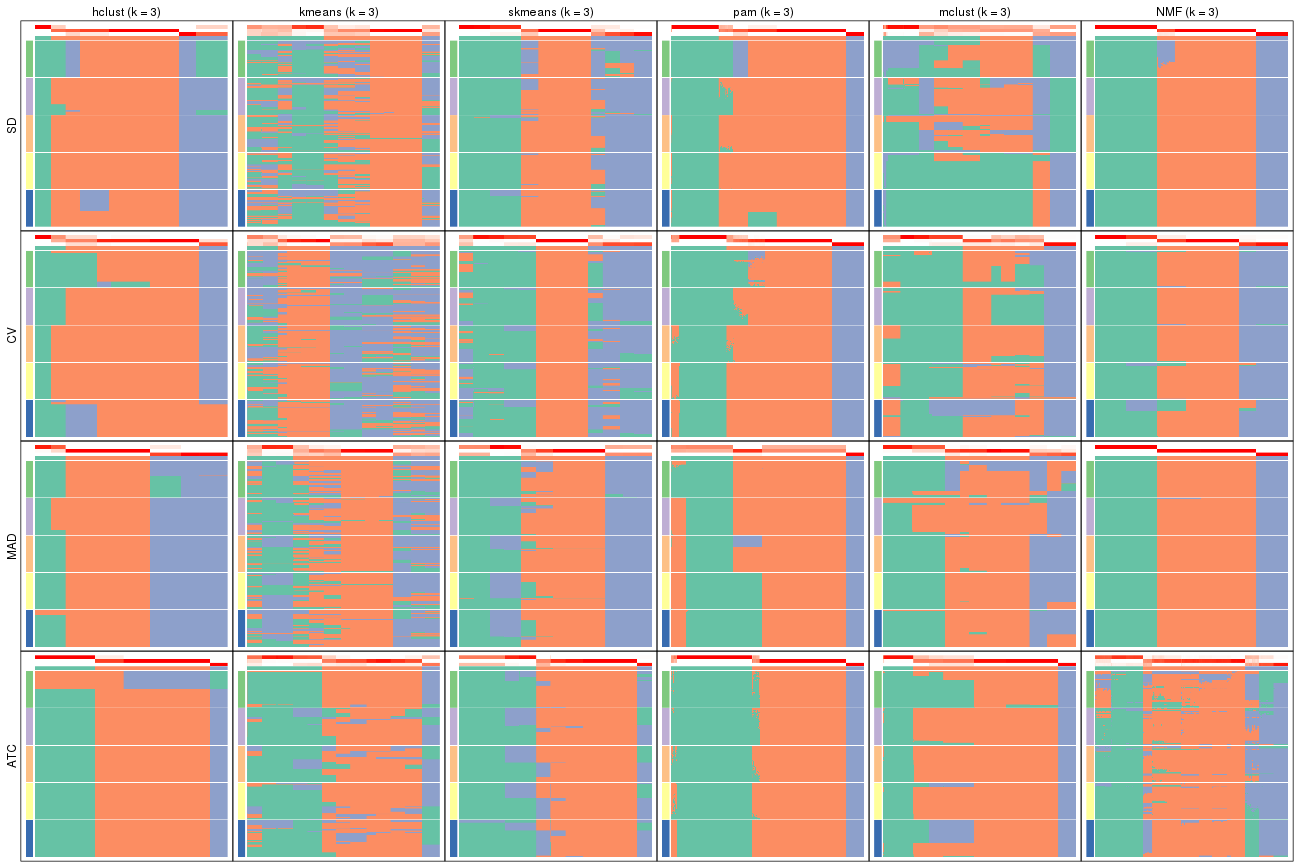 hclust (k = 3)
kmeans (k = 3)
skmeans (k = 3)
pam (k = 3)
mclust (k = 3)
NMF (k = 3)
SD
CV
MAD
ATC